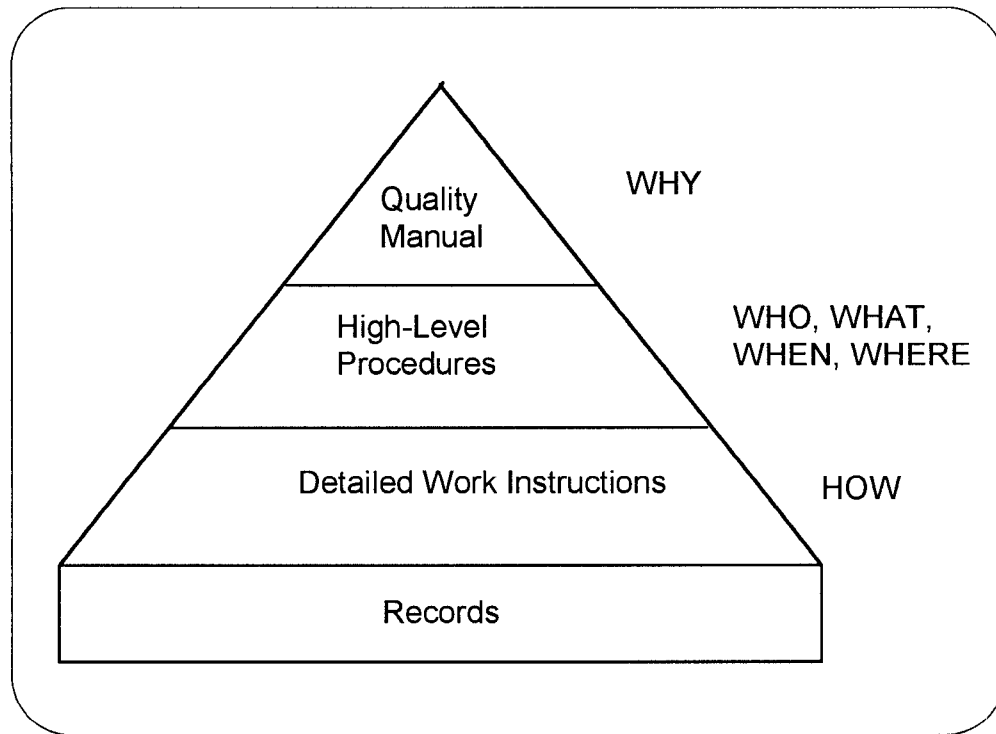 Quality
Manual
WHY
High-Level
Procedures
WHO, WHAT,
WHEN, WHERE
Detailed Work Instructions
HOW
Records